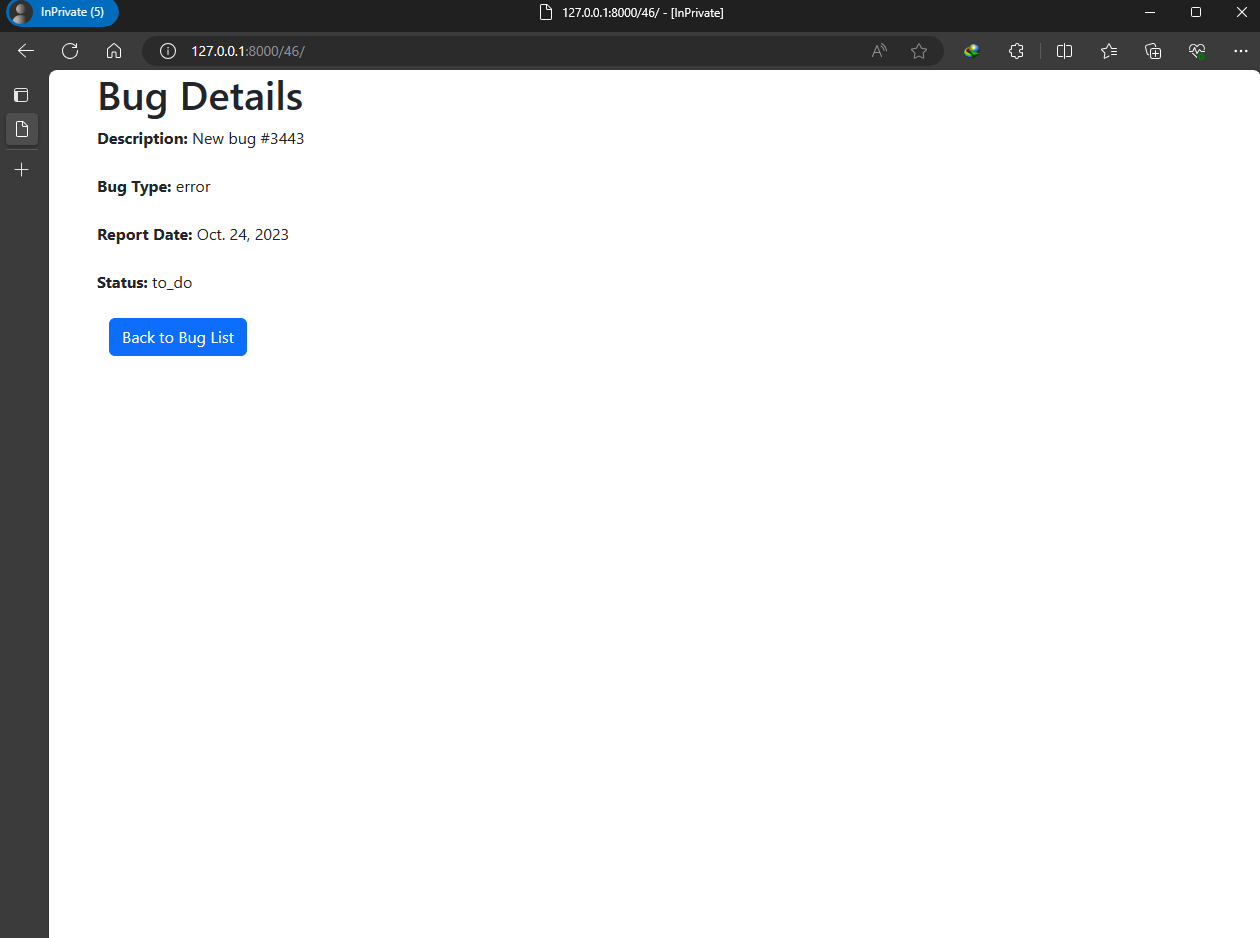 InPrivate (5)
127.0.0.1:8000/46/ - [InPrivate]
127.0.0.1:8000/46/
Bug Details
Description: New bug #3443
Bug Type: error
Report Date: Oct. 24, 2023
Status: to_do
Back to Bug List